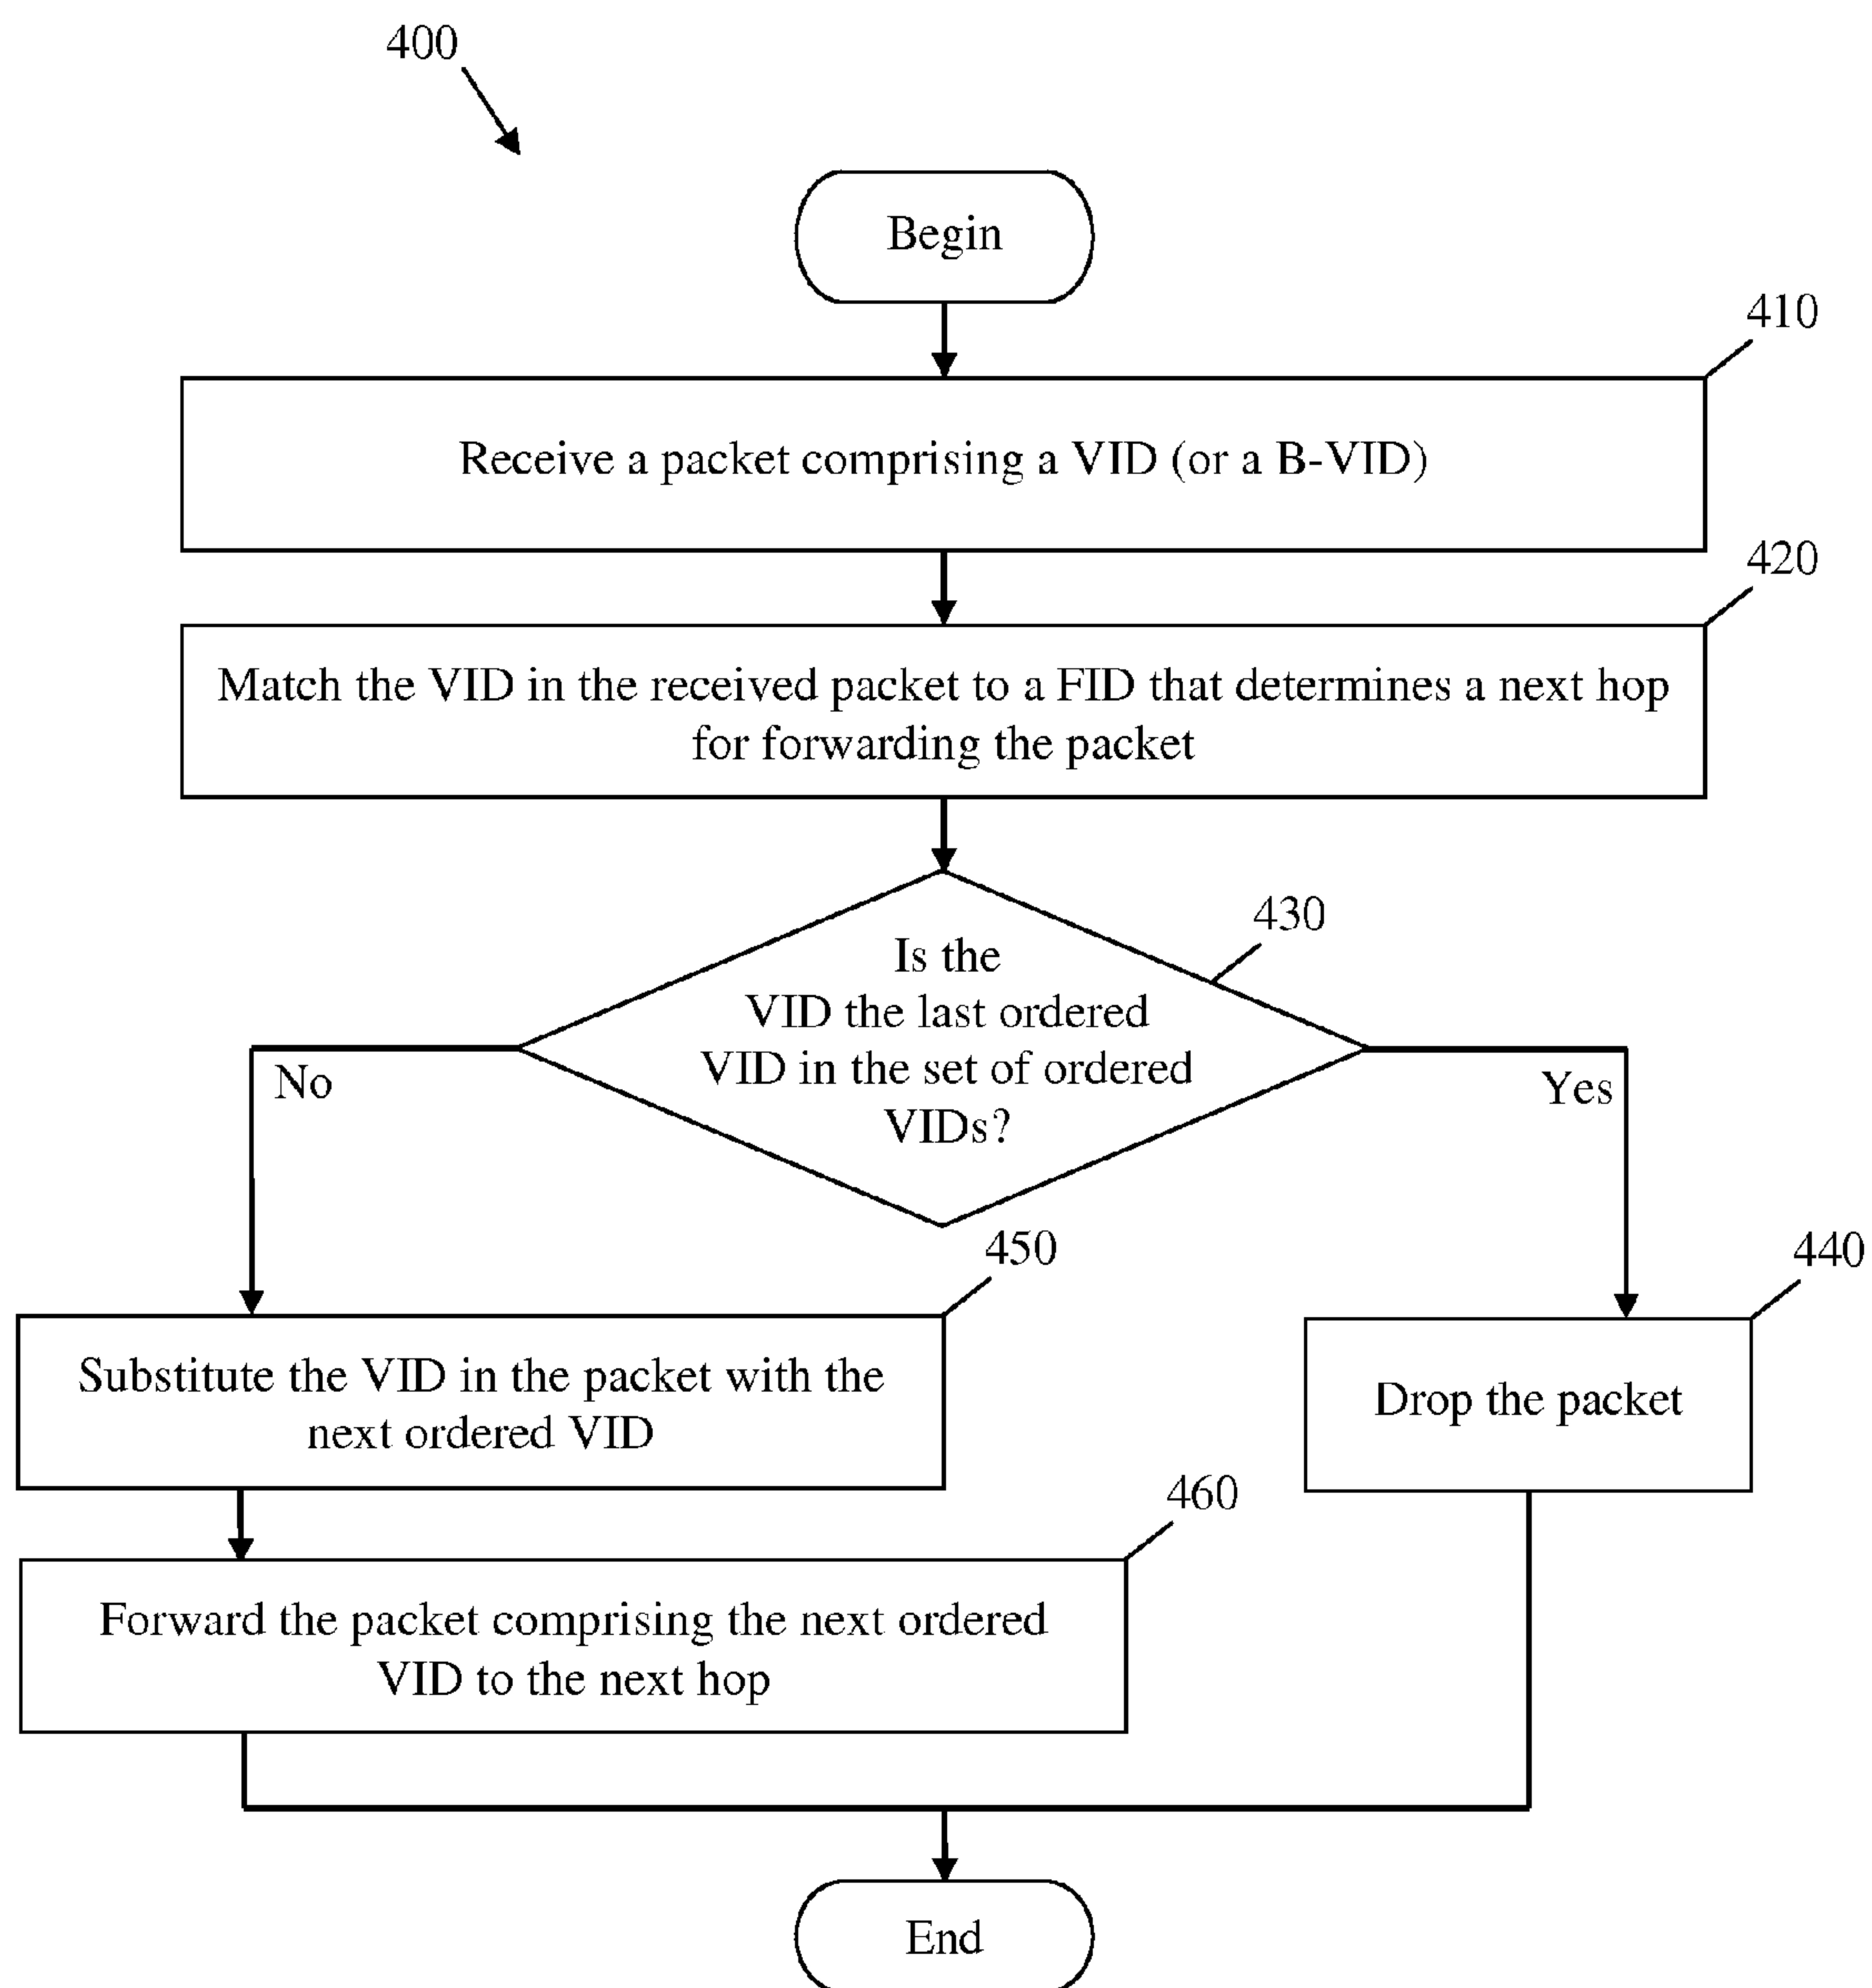 400
Begin
410
Receive a packet comprising a VID (or a B-VID)
420
Match the VID in the received packet to a FID that determines a next hop
for forwarding the packet
430
Is the
VID the last ordered
VID in the set of ordered
VIDs?
No
Yes
450
440
Substitute the VID in the packet with the
next ordered VID
Drop the packet
460
Forward the packet comprising the next ordered
VID to the next hop
End